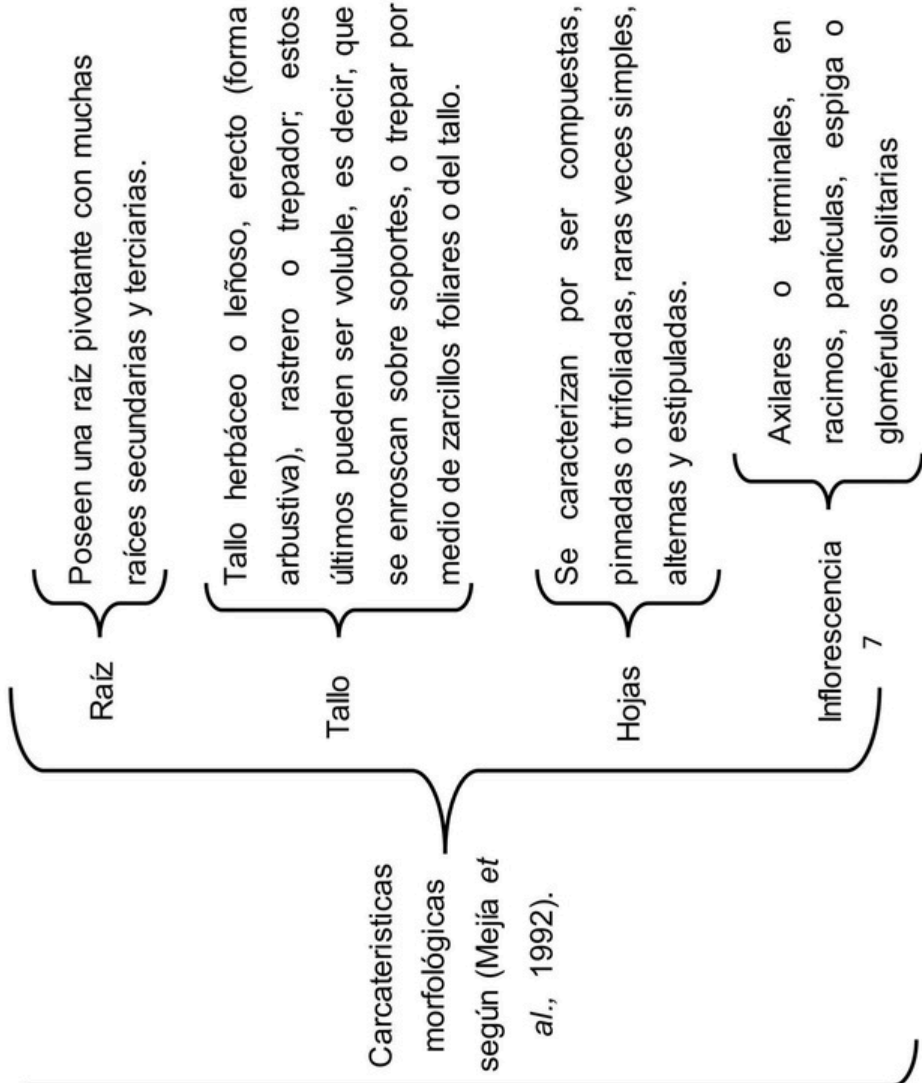 Carcateristicas
morfológicas
según (Mejía et
al., 1992).
Raíz
Poseen una raíz pivotante con muchas
raíces secundarias y terciarias.
Tallo
Tallo herbáceo o leñoso, erecto (forma
arbustiva), rastrero o trepador; estos
últimos pueden ser voluble, es decir, que
se enroscan sobre soportes, o trepar por
medio de zarcillos foliares o del tallo.
Hojas
Se caracterizan por ser compuestas,
pinnadas o trifoliadas, raras veces simples,
alternas y estipuladas.
Inflorescencia
Axilares o terminales, en
racimos, panículas, espiga o
glomérulos o solitarias
7